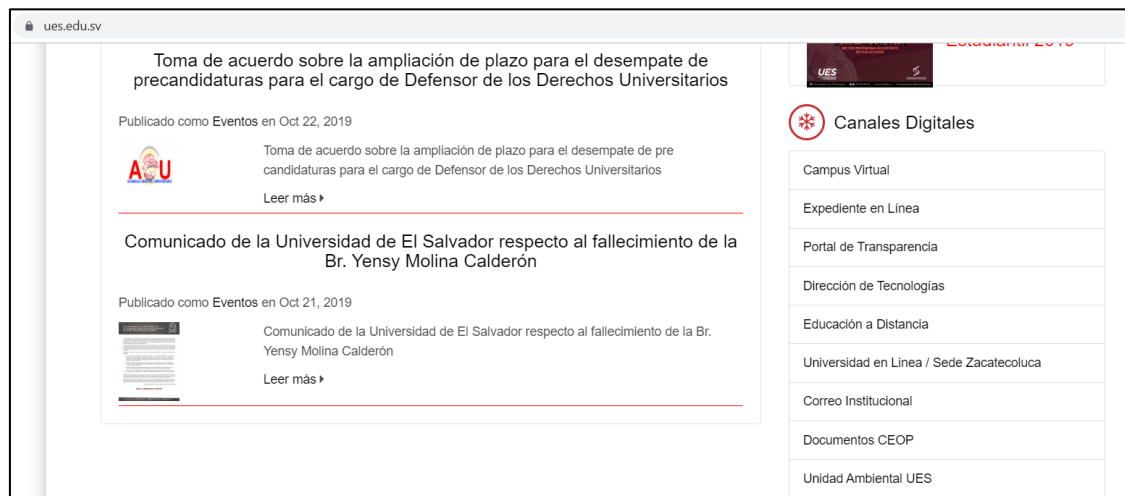 ues.edu.sv
Toma de acuerdo sobre la ampliación de plazo para el desempate de
precandidaturas para el cargo de Defensor de los Derechos Universitarios
Publicado como Eventos en Oct 22, 2019
Toma de acuerdo sobre la ampliación de plazo para el desempate de pre
candidaturas para el cargo de Defensor de los Derechos Universitarios
Leer más
Comunicado de la Universidad de El Salvador respecto al fallecimiento de la
Br. Yensy Molina Calderón
Publicado como Eventos en Oct 21, 2019
Comunicado de la Universidad de El Salvador respecto al fallecimiento de la Br.
Yensy Molina Calderón
Leer más
Estudiantil 2019
UES
Canales Digitales
Campus Virtual
Expediente en Línea
Portal de Transparencia
Dirección de Tecnologías
Educación a Distancia
Universidad en Linea / Sede Zacatecoluca
Correo Institucional
Documentos CEOP
Unidad Ambiental UES